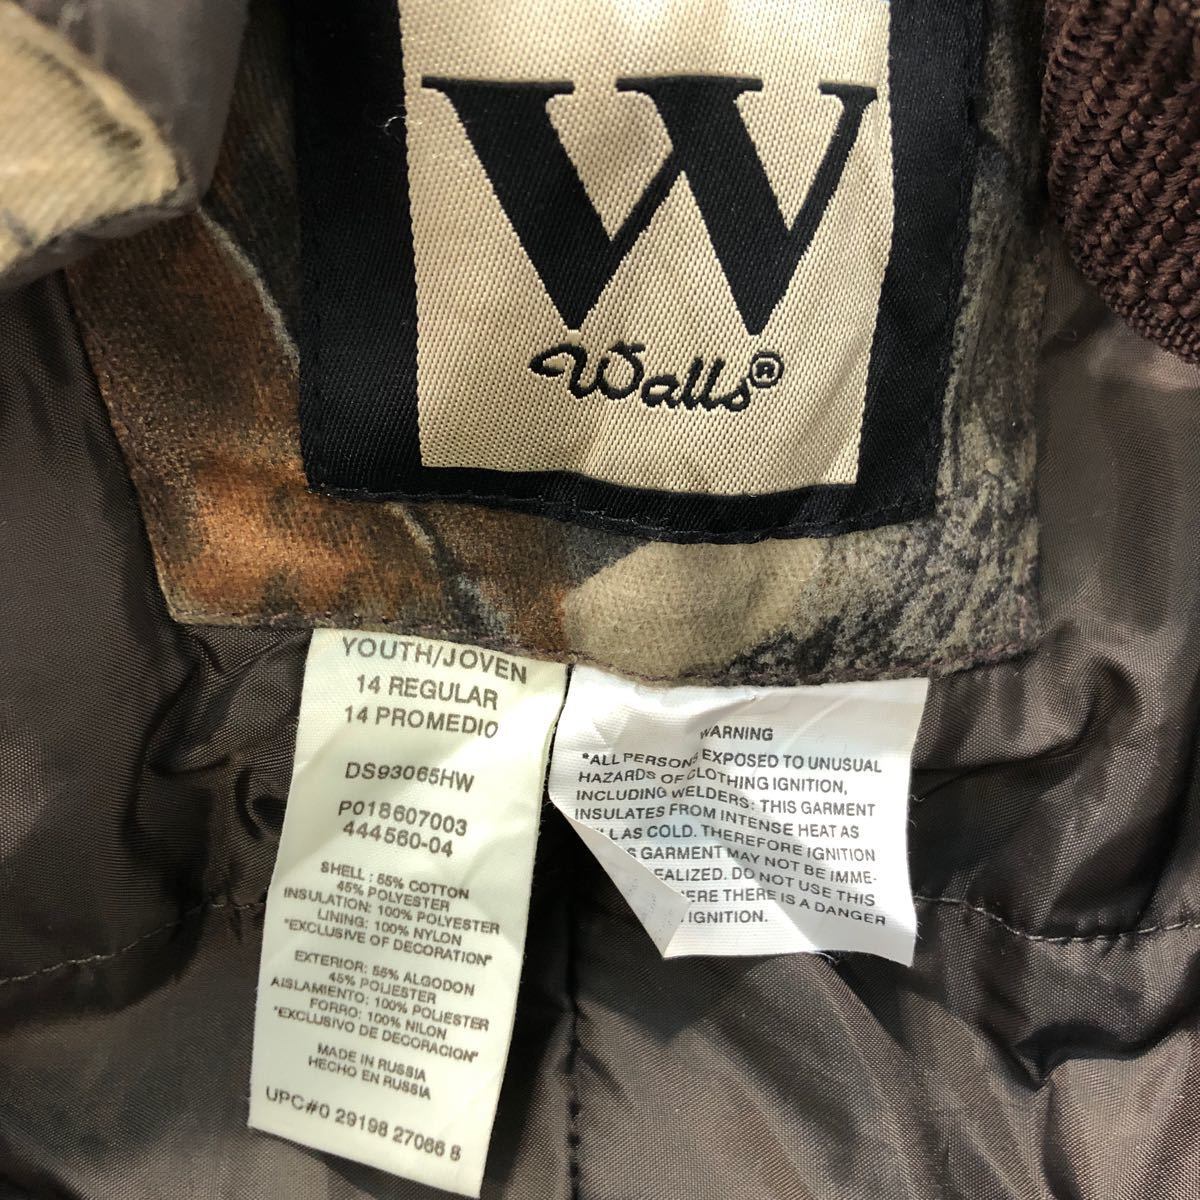 W
Walls®
YOUTH/JOVEN
14 REGULAR
14 PROMEDIO
DS93065HW
P018607003
444560-04
SHELL : 55% COTTON
45% POLYESTER
INSULATION: 100% POLYESTER
LINING: 100% NYLON
*EXCLUSIVE OF DECORATION*
EXTERIOR: 55% ALGODON
45% POLIESTER
AISLAMIENTO: 100% POLIESTER
FORRO: 100% NILON
*EXCLUSIVO DE DECORACION*
MADE IN RUSSIA
HECHO EN RUSSIA
UPC#0 29198 27066 8
WARNING
*ALL PERSONS EXPOSED TO UNUSUAL
HAZARDS OF CLOTHING IGNITION,
INCLUDING WELDERS: THIS GARMENT
INSULATES FROM INTENSE HEAT AS
AS COLD. THEREFORE IGNITION
GARMENT MAY NOT BE IMME-
DO NOT USE THIS
THERE IS A DANGER
IGNITION.